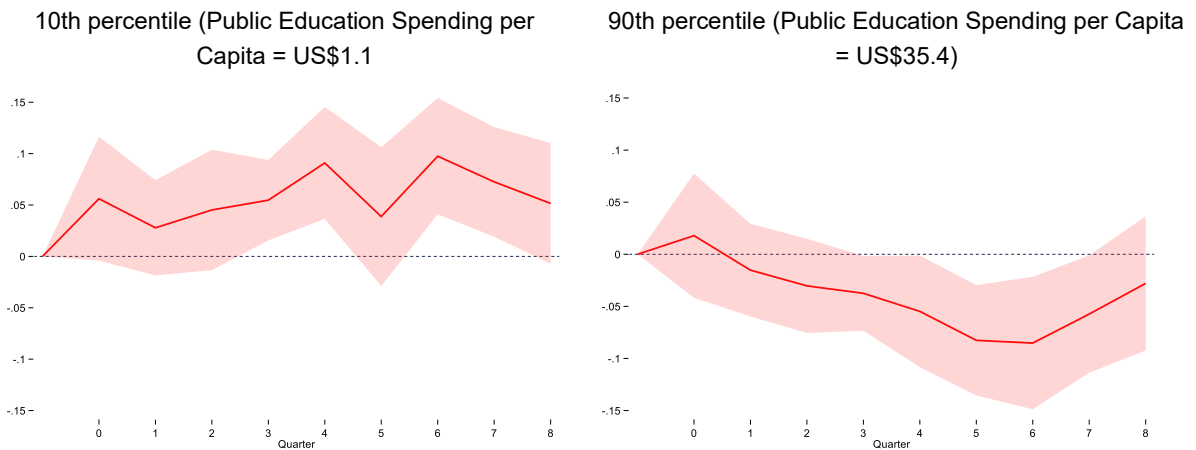 10th percentile (Public Education Spending per
Capita = US$1.1
.15
.1
.05
0
-.05
-.1
-.15
0 1 2 3 4 5 6 7 8
Quarter
90th percentile (Public Education Spending per Capita
= US$35.4)
.15
.1
.05
0
-.05
-.1
-.15
0 1 2 3 4 5 6 7 8
Quarter